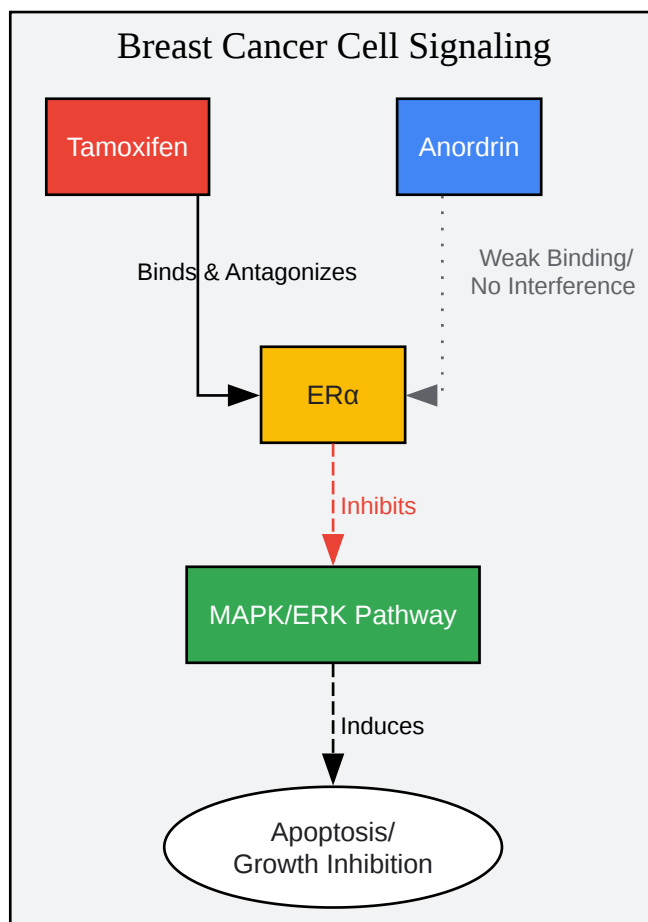 Breast Cancer Cell Signaling
Tamoxifen
Anordrin
Binds & Antagonizes
Weak Binding/
No Interference
ERα
Inhibits
MAPK/ERK Pathway
Induces
Apoptosis/
Growth Inhibition